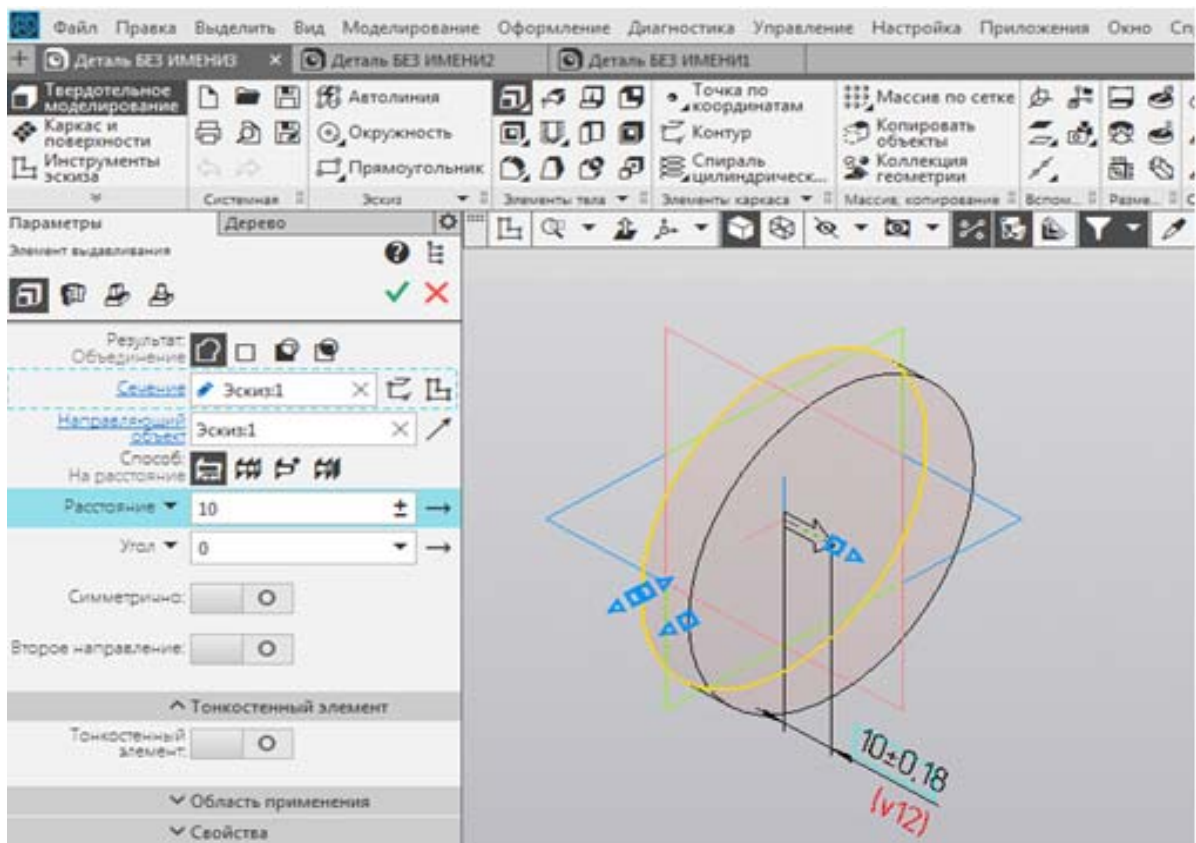 Файл Правка Выделить Вид Моделирование Оформление Диагностика Управление Настройка Приложения Окно Сп
+ Деталь БЕЗ ИМЕНИ3 × Деталь БЕЗ ИМЕНИ2 Деталь БЕЗ ИМЕНИ1
Твердотельное
моделирование
Каркас и
поверхности
Инструменты
эскиза
Системная
Автолиния
Окружность
Прямоугольник
Эскиз
Элементы тела
Точка по
координатам
Контур
Спираль
цилиндрическ...
Элементы каркаса
Массив по сетке
Копировать
объекты
Коллекция
геометрии
Массив, копирование
Вспом...
Разме...
Параметры Дерево
Элемент выдавливания
Результат:
Объединение
Сечение Эскиз:1
Направляющий
объект Эскиз:1
Способ:
На расстояние
Расстояние 10
Угол 0
Симметрично:
Второе направление:
Тонкостенный элемент
Тонкостенный
элемент:
Область применения
Свойства
10±0,18
(v12)